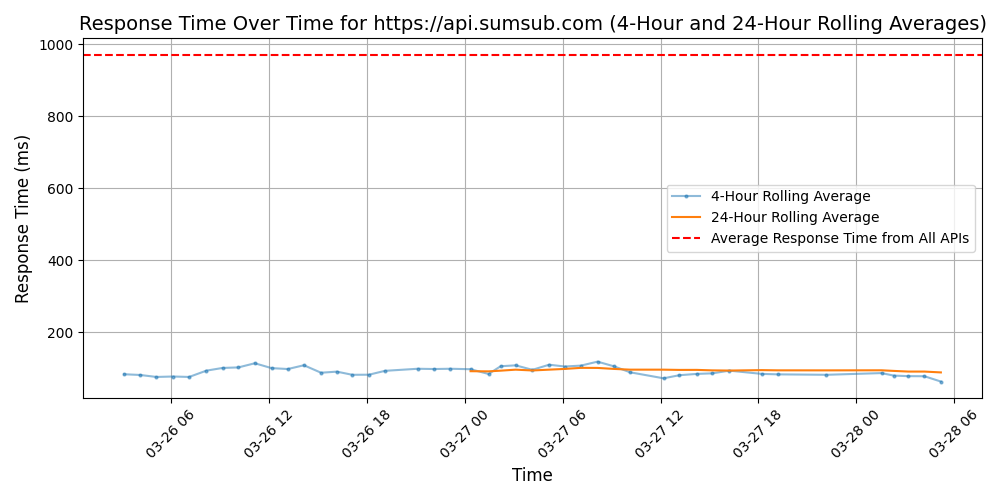 Response Time Over Time for https://api.sumsub.com (4-Hour and 24-Hour Rolling Averages)
Response Time (ms)
1000
800
600
400
200
4-Hour Rolling Average
24-Hour Rolling Average
Average Response Time from All APIs
03-26 06
03-26 12
03-26 18
03-27 00
03-27 06
03-27 12
03-27 18
03-28 00
03-28 06
Time